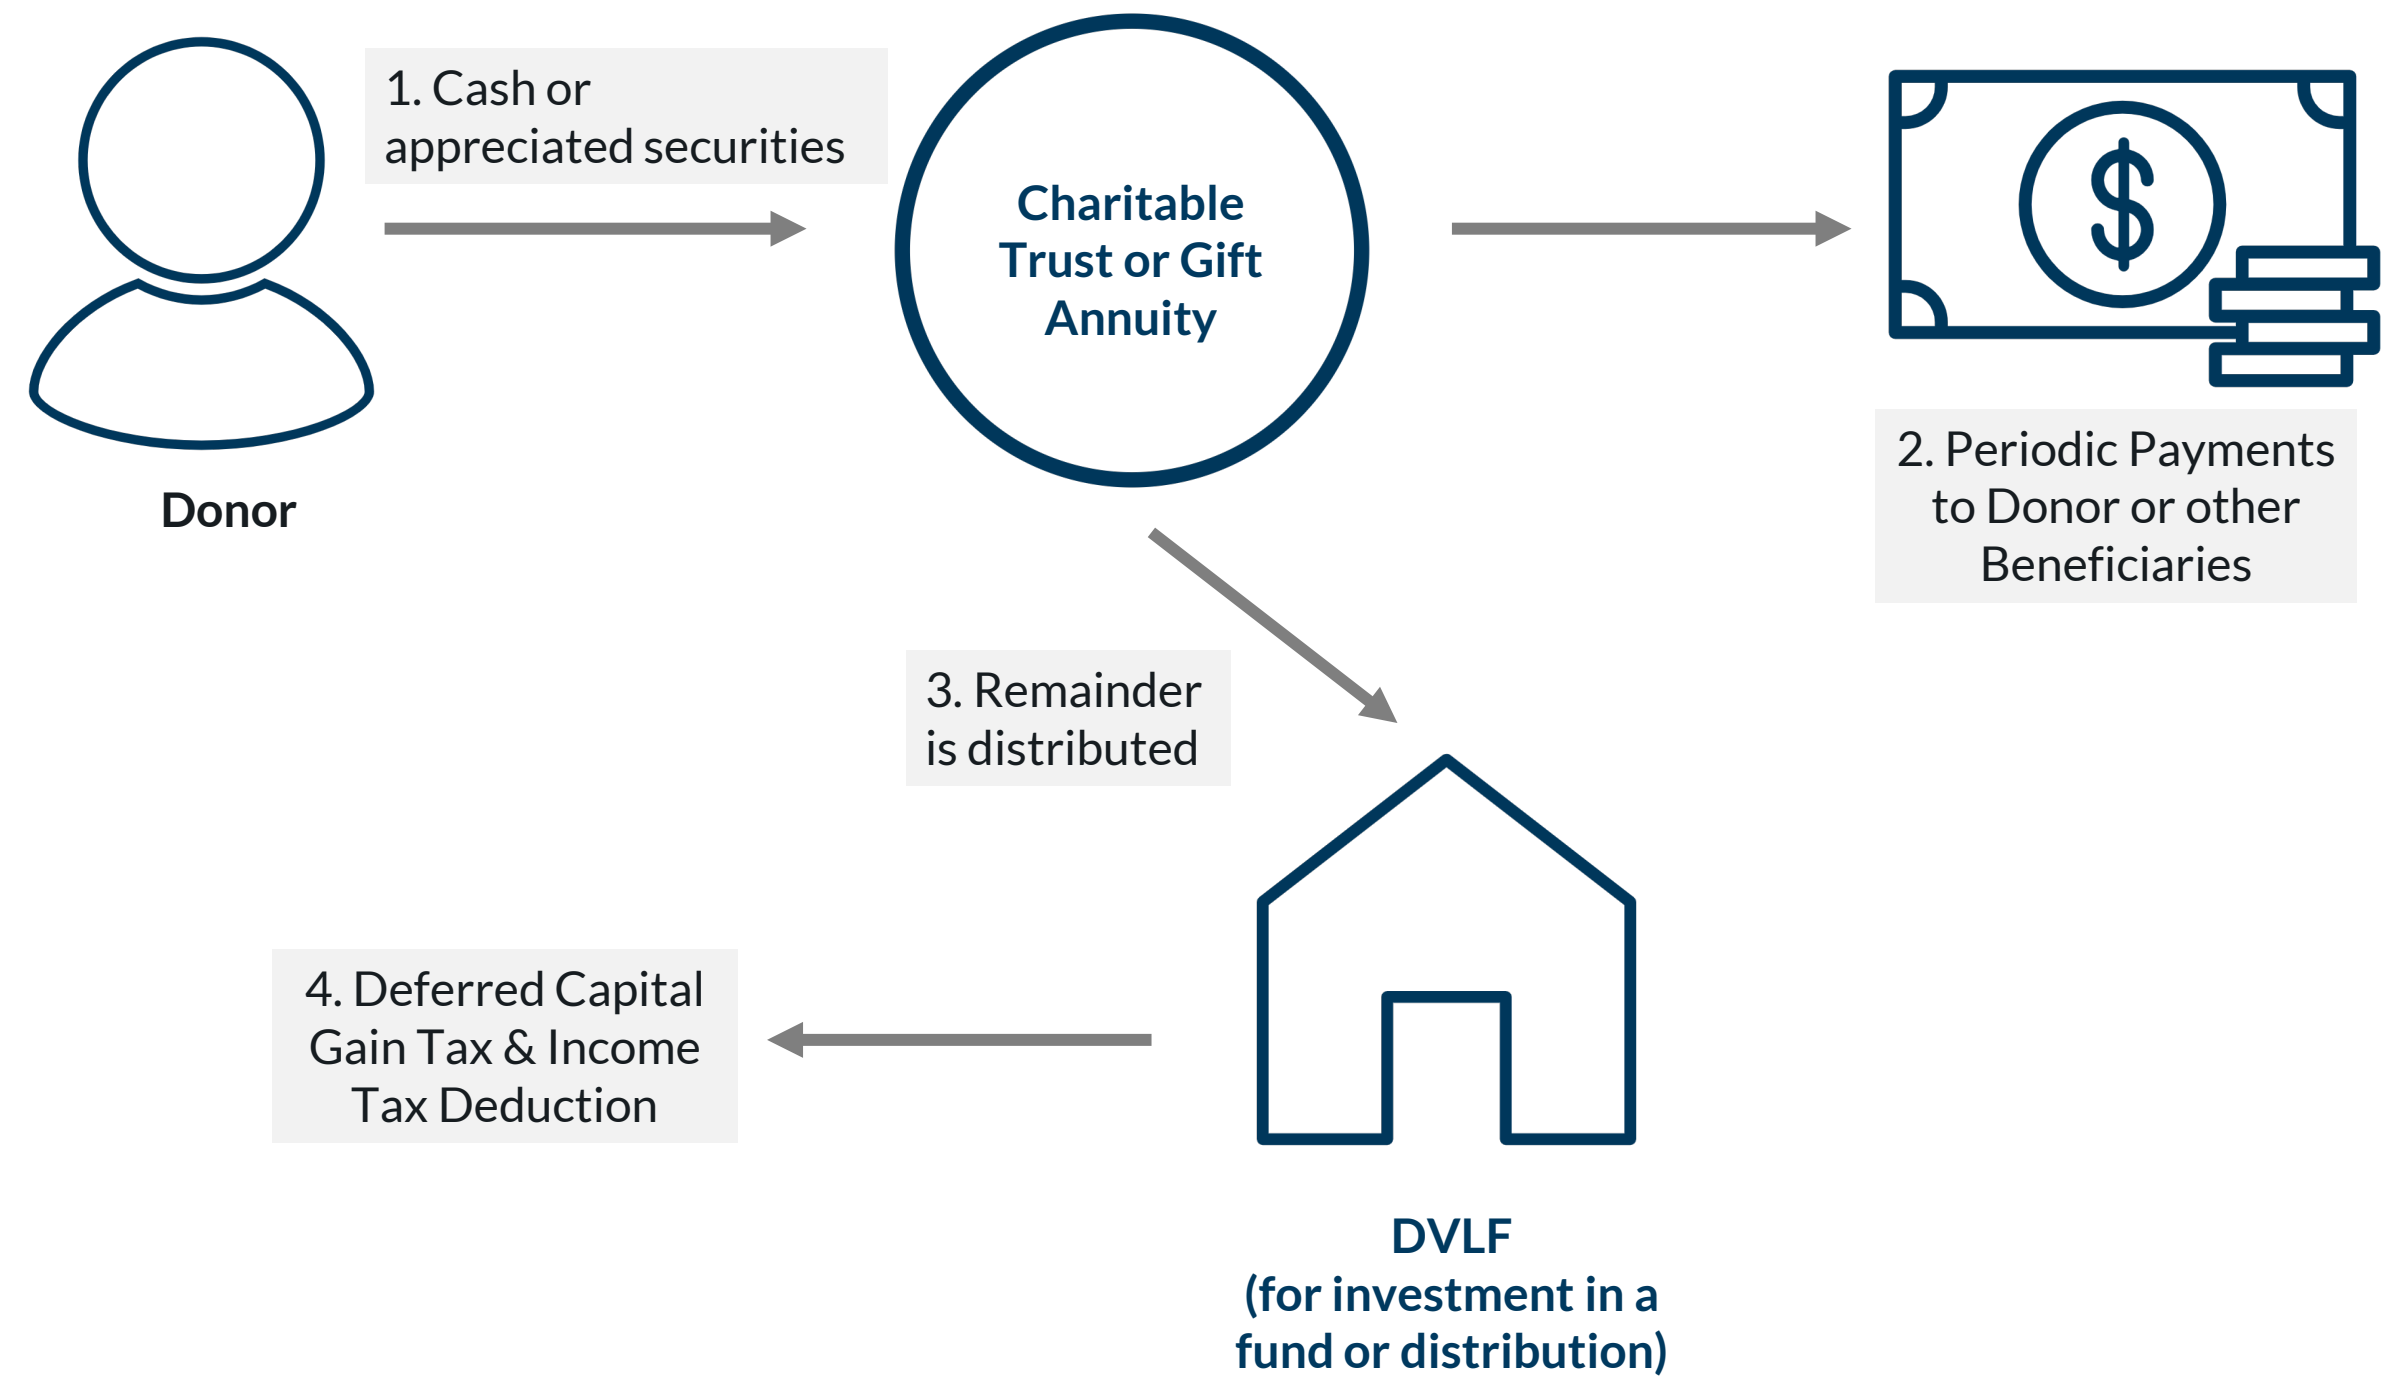 1. Cash or
appreciated securities
Charitable
Trust or Gift
Annuity
$
Donor
2. Periodic Payments
to Donor or other
Beneficiaries
3. Remainder
is distributed
4. Deferred Capital
Gain Tax & Income
Tax Deduction
DVLF
(for investment in a
fund or distribution)